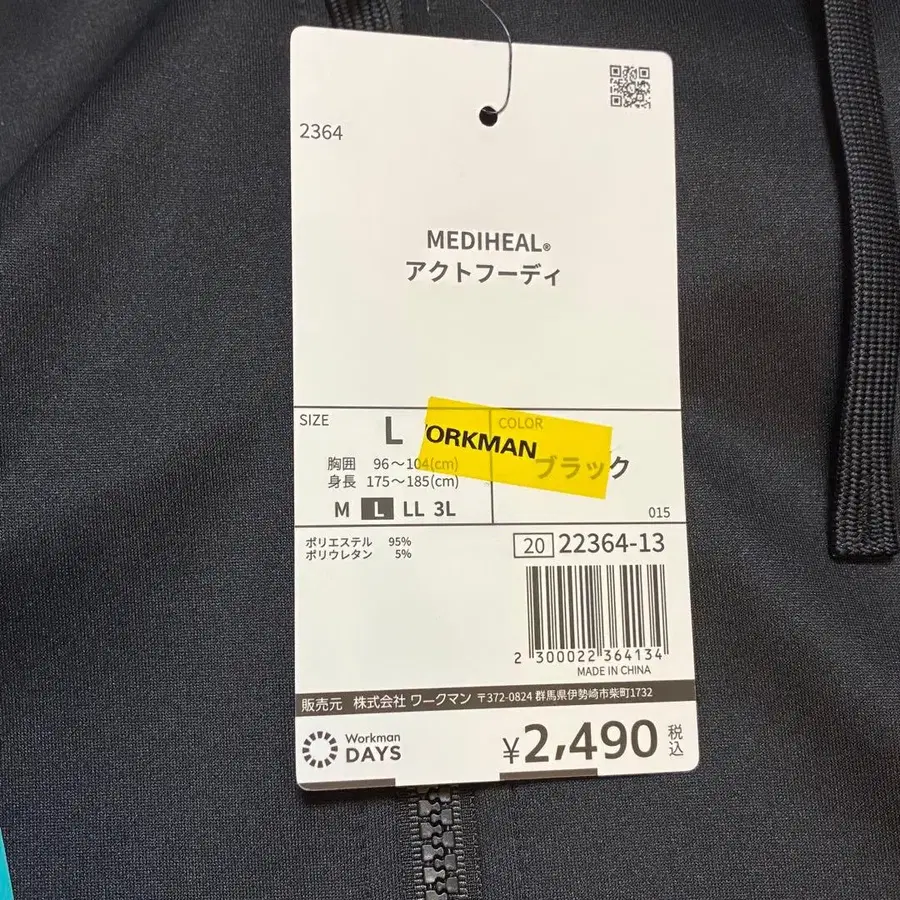 2364
MEDIHEAL®
アクトフーディ
SIZE
L
胸囲 96～104(cm)
身長 175～185(cm)
M L LL 3L
ORKMAN
COLOR
ブラック
015
ポリエステル 95%
ポリウレタン 5%
20 22364-13
2 300022 364134
MADE IN CHINA
販売元 株式会社 ワークマン 〒372-0824 群馬県伊勢崎市柴町1732
Workman
DAYS
¥2,490 税込